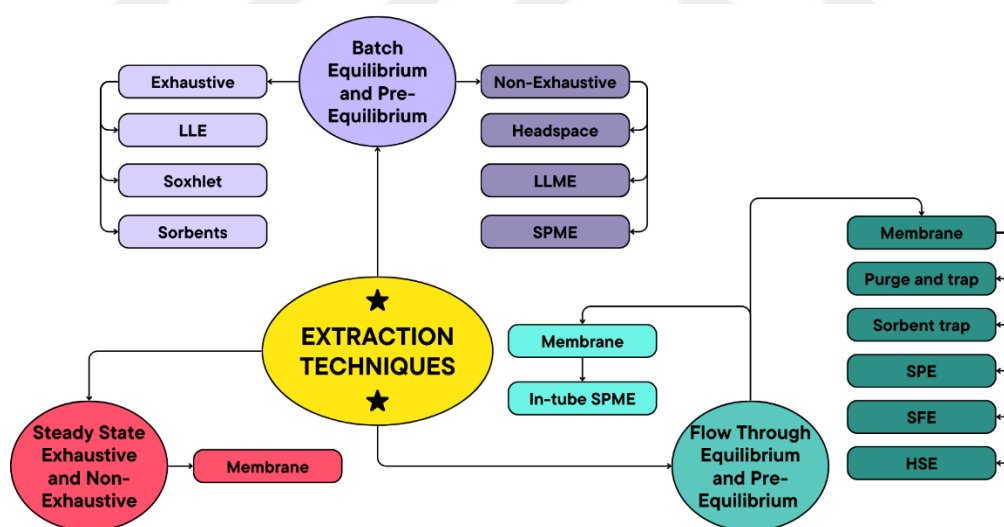 Batch
Equilibrium
and Pre-
Equilibrium
Exhaustive
LLE
Soxhlet
Sorbents
Non-Exhaustive
Headspace
LLME
SPME
EXTRACTION
TECHNIQUES
Steady State
Exhaustive
and Non-
Exhaustive
Membrane
Membrane
In-tube SPME
Flow Through
Equilibrium
and Pre-
Equilibrium
Membrane
Purge and trap
Sorbent trap
SPE
SFE
HSE